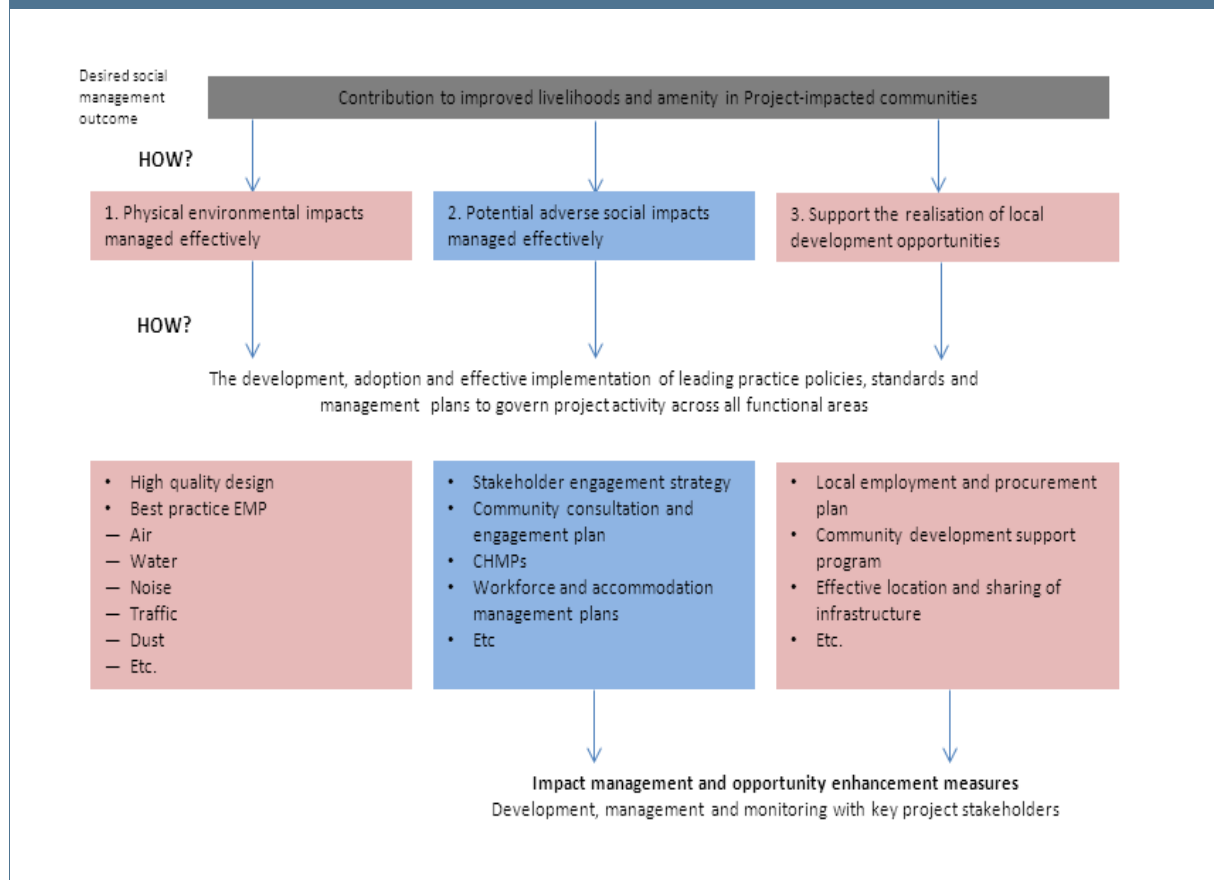 Desired social
management
outcome
Contribution to improved livelihoods and amenity in Project-impacted communities
HOW?
1. Physical environmental impacts
managed effectively
2. Potential adverse social impacts
managed effectively
3. Support the realisation of local
development opportunities
HOW?
The development, adoption and effective implementation of leading practice policies, standards and
management plans to govern project activity across all functional areas
• High quality design
• Best practice EMP
— Air
— Water
— Noise
— Traffic
— Dust
— Etc.
• Stakeholder engagement strategy
• Community consultation and
engagement plan
• CHMPs
• Workforce and accommodation
management plans
• Etc
• Local employment and procurement
plan
• Community development support
program
• Effective location and sharing of
infrastructure
• Etc.
Impact management and opportunity enhancement measures
Development, management and monitoring with key project stakeholders